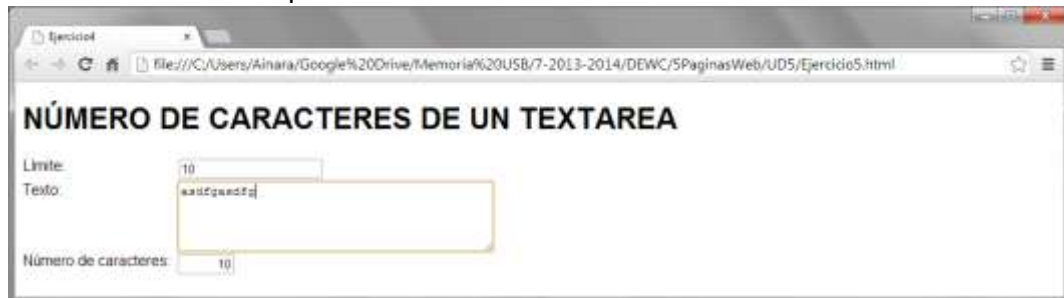 Ejercicio4
file:///C:/Users/Ainara/Google%20Drive/Memoria%20USB/7-2013-2014/DEWC/5PaginasWeb/UD5/Ejercicio5.html
NÚMERO DE CARACTERES DE UN TEXTAREA
Límite: 10
Texto: asdfgasdfg
Número de caracteres: 10